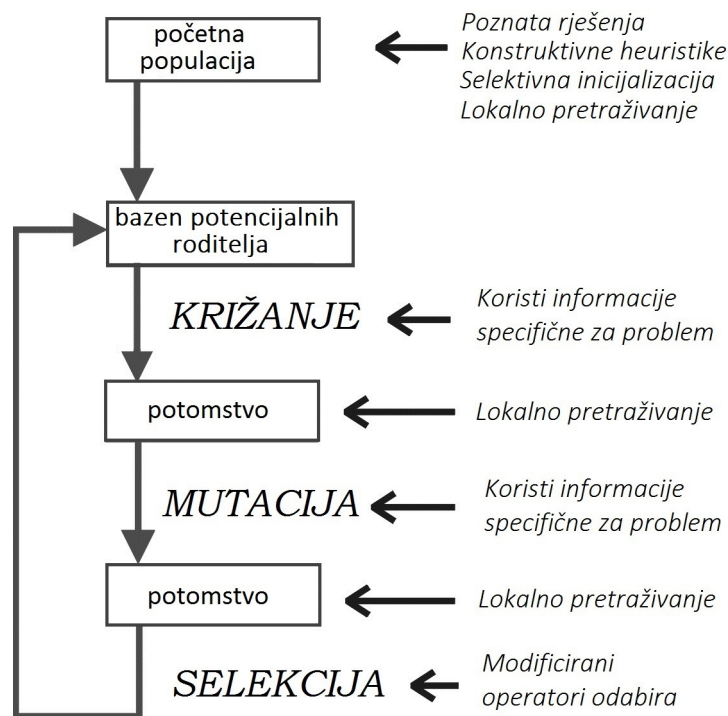 početna
populacija
Poznata rješenja
Konstruktivne heuristike
Selektivna inicijalizacija
Lokalno pretraživanje
bazen potencijalnih
roditelja
KRIŽANJE
Koristi informacije
specifične za problem
potomstvo
Lokalno pretraživanje
MUTACIJA
Koristi informacije
specifične za problem
potomstvo
Lokalno pretraživanje
SELEKCIJA
Modificirani
operatori odabira